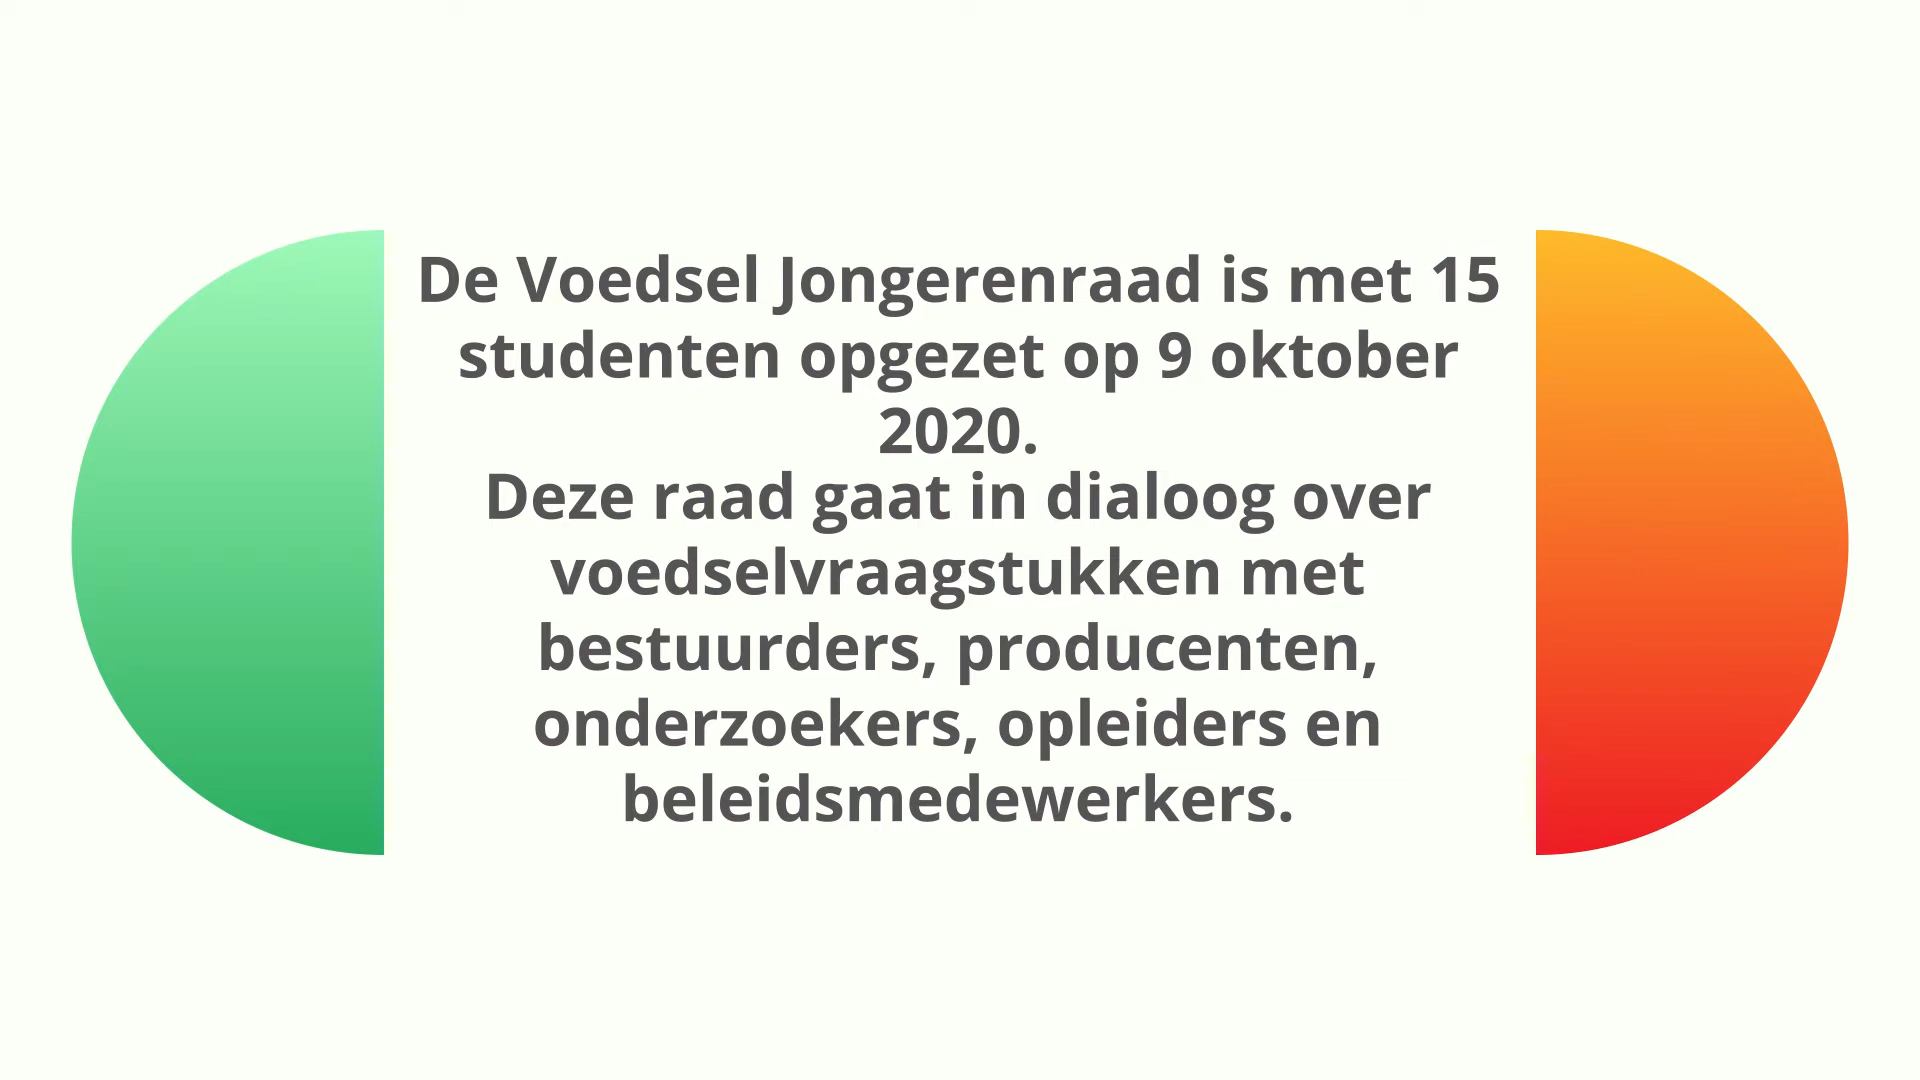 De Voedsel Jongerenraad is met 15
studenten opgezet op 9 oktober
2020.
Deze raad gaat in dialoog over
voedselvraagstukken met
bestuurders, producenten,
onderzoekers, opleiders en
beleidsmedewerkers.